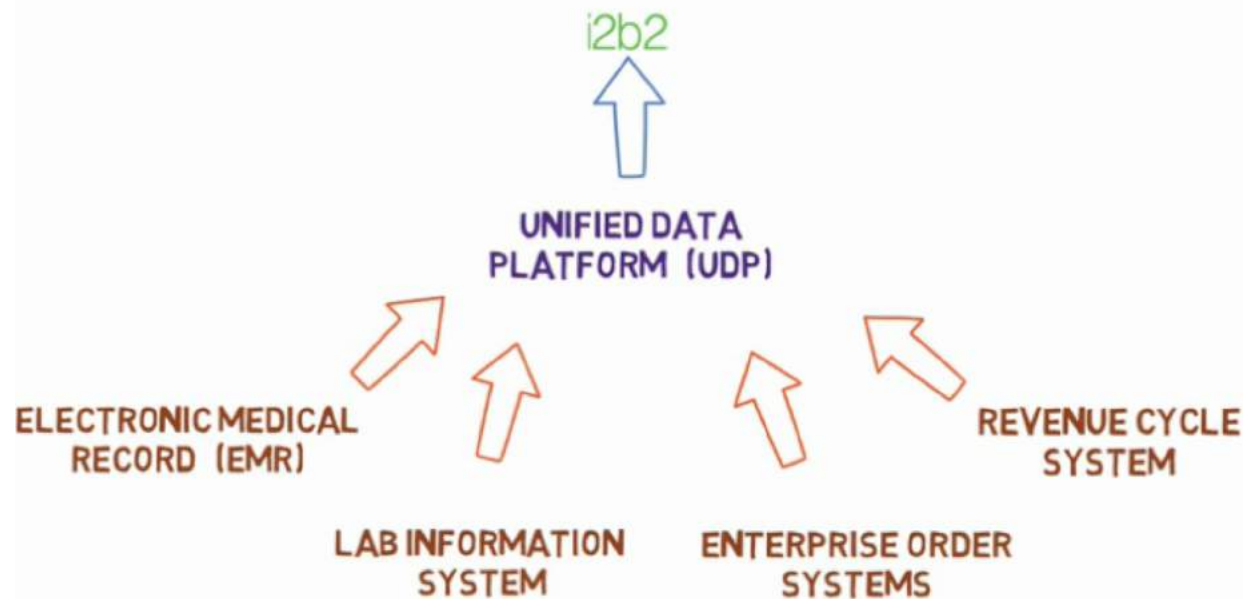 i2b2
UNIFIED DATA
PLATFORM (UDP)
ELECTRONIC MEDICAL
RECORD (EMR)
LAB INFORMATION
SYSTEM
ENTERPRISE ORDER
SYSTEMS
REVENUE CYCLE
SYSTEM